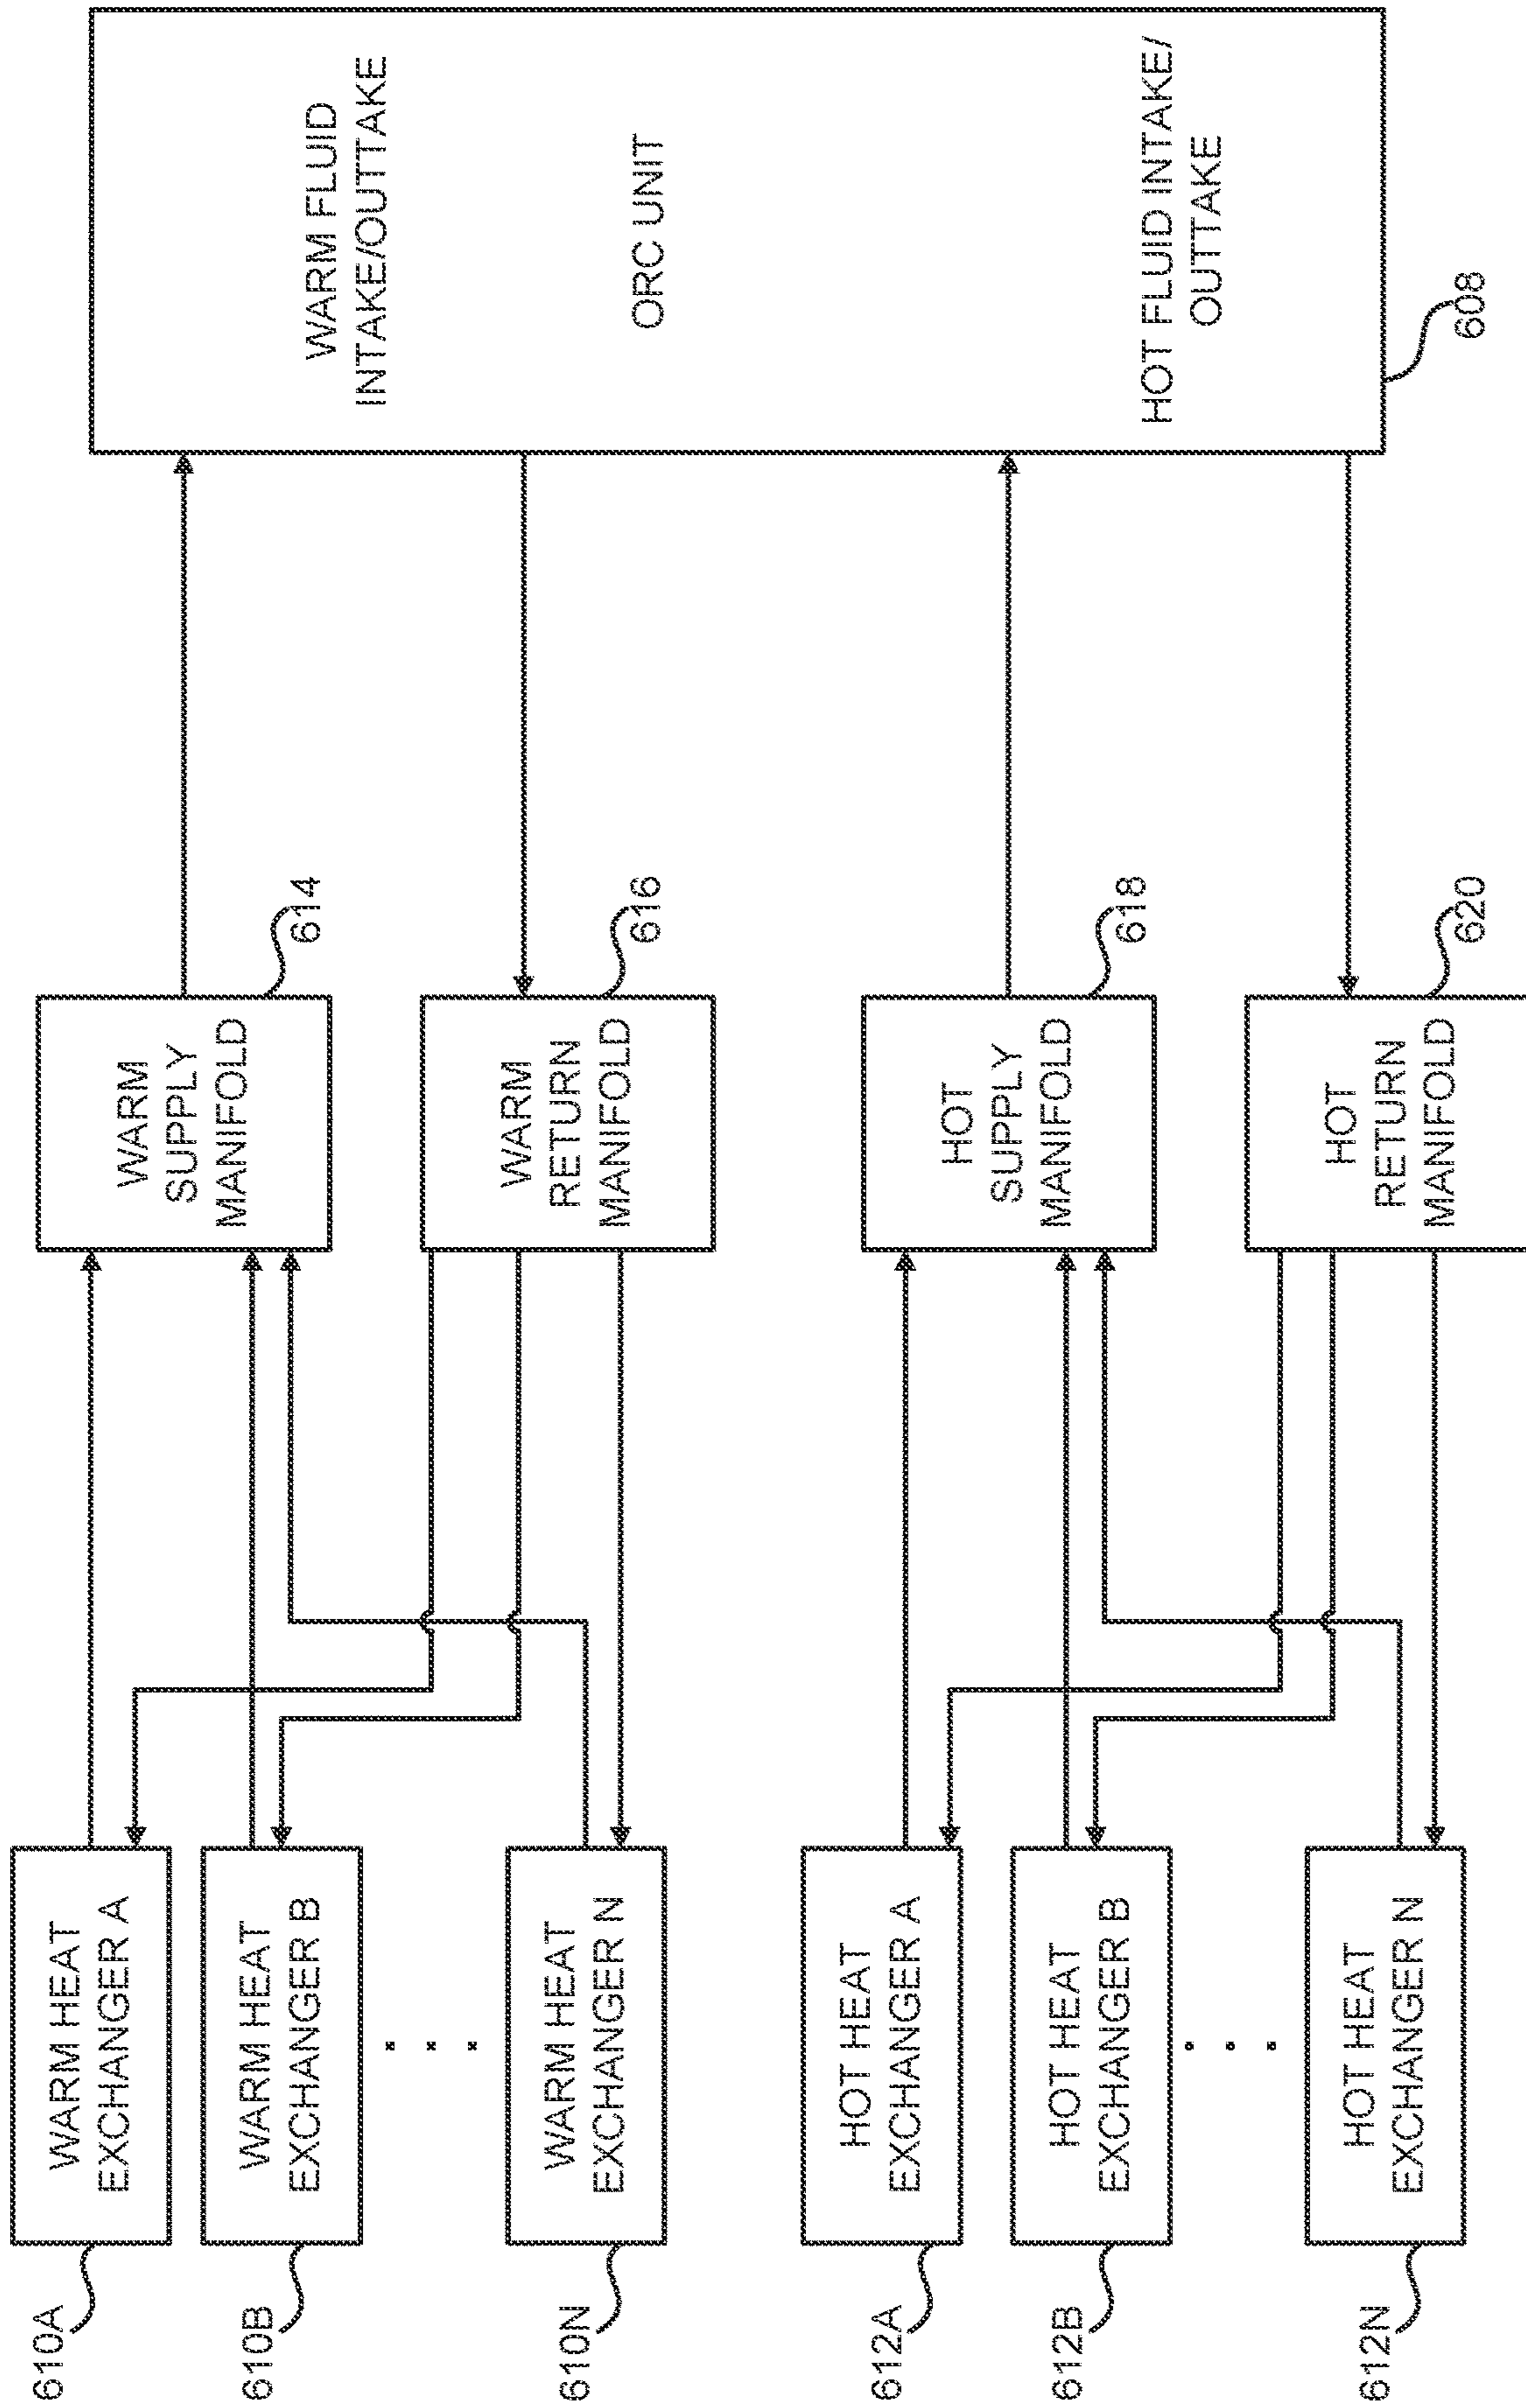 610A
WARM HEAT
EXCHANGER A
610B
WARM HEAT
EXCHANGER B
610N
WARM HEAT
EXCHANGER N
612A
HOT HEAT
EXCHANGER A
612B
HOT HEAT
EXCHANGER B
612N
HOT HEAT
EXCHANGER N
WARM
SUPPLY
MANIFOLD
614
WARM
RETURN
MANIFOLD
616
HOT
SUPPLY
MANIFOLD
618
HOT
RETURN
MANIFOLD
620
WARM FLUID
INTAKE/OUTTAKE
ORC UNIT
HOT FLUID INTAKE/
OUTTAKE
608